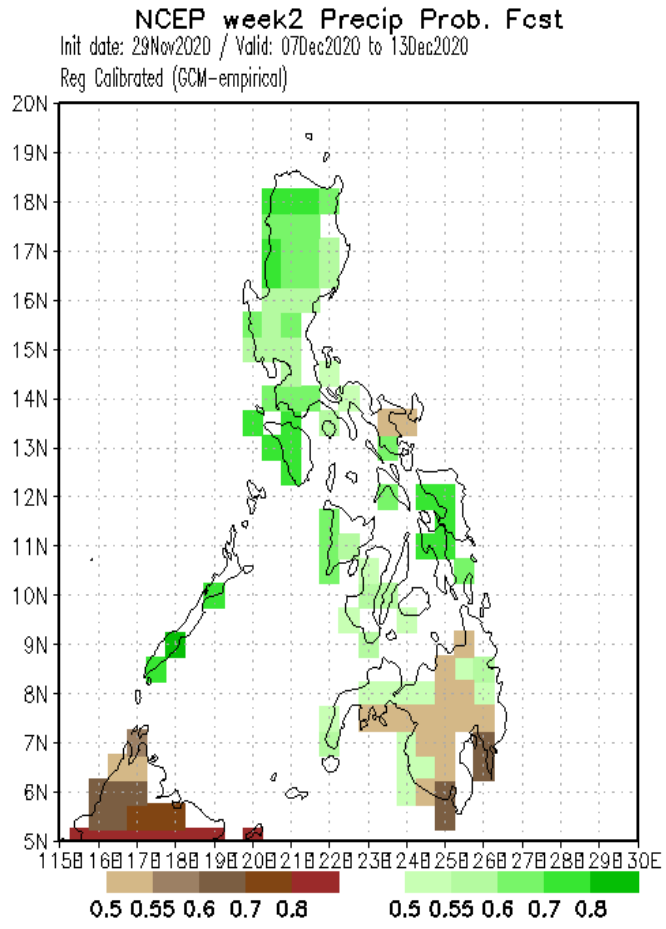 NCEP week2 Precip Prob. Fcst
Init date: 29Nov2020 / Valid: 07Dec2020 to 13Dec2020
Reg Calibrated (GCM-empirical)
20N
19N
18N
17N
16N
15N
14N
13N
12N
11N
10N
9N
8N
7N
6N
5N
115E 116E 117E 118E 119E 120E 121E 122E 123E 124E 125E 126E 127E 128E 129E 130E
0.5 0.55 0.6 0.7 0.8 0.5 0.55 0.6 0.7 0.8